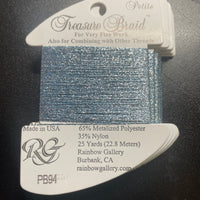 Petite
Treasure Braid
For Very Fine Work
Also for Combining with Other Threads
Made in USA
RG
PB94
65% Metalized Polyester
35% Nylon
25 Yards (22.8 Meters)
Rainbow Gallery
Burbank, CA
rainbowgallery.com